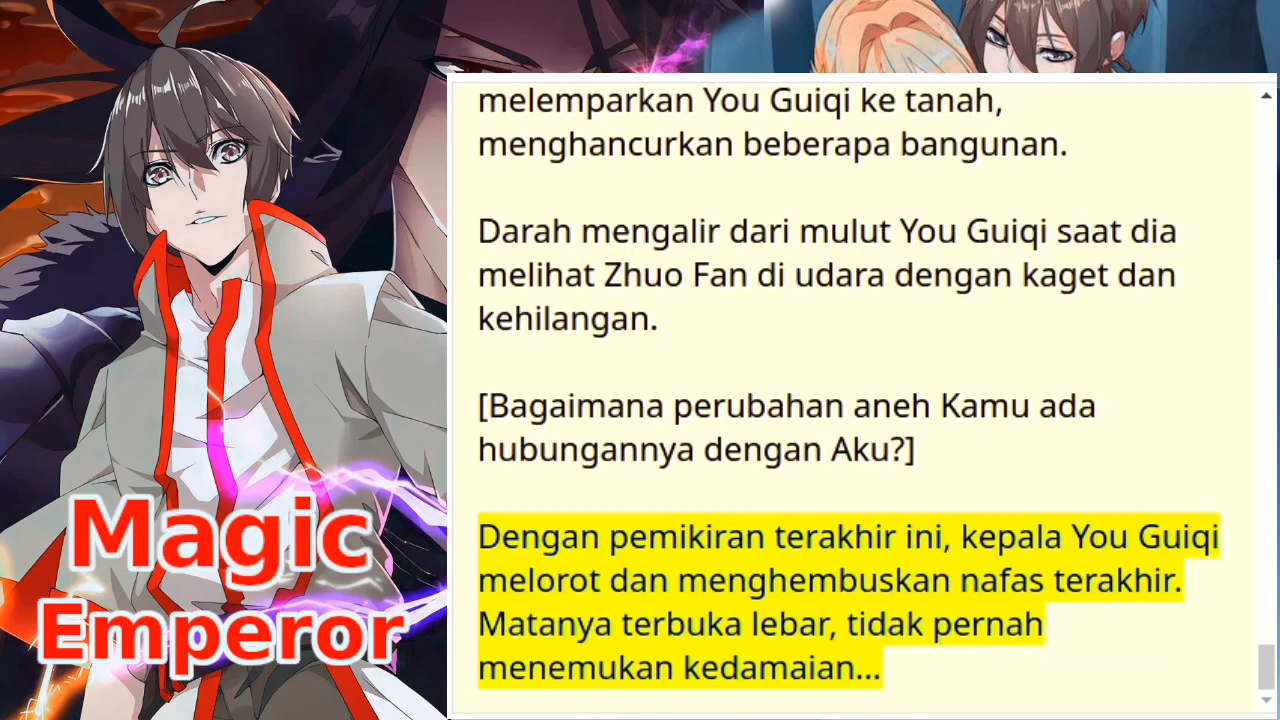 Magic
Emperor
melemparkan You Guiqi ke tanah,
menghancurkan beberapa bangunan.
Darah mengalir dari mulut You Guiqi saat dia
melihat Zhuo Fan di udara dengan kaget dan
kehilangan.
[Bagaimana perubahan aneh Kamu ada
hubungannya dengan Aku?]
Dengan pemikiran terakhir ini, kepala You Guiqi
melorot dan menghembuskan nafas terakhir.
Matanya terbuka lebar, tidak pernah
menemukan kedamaian...